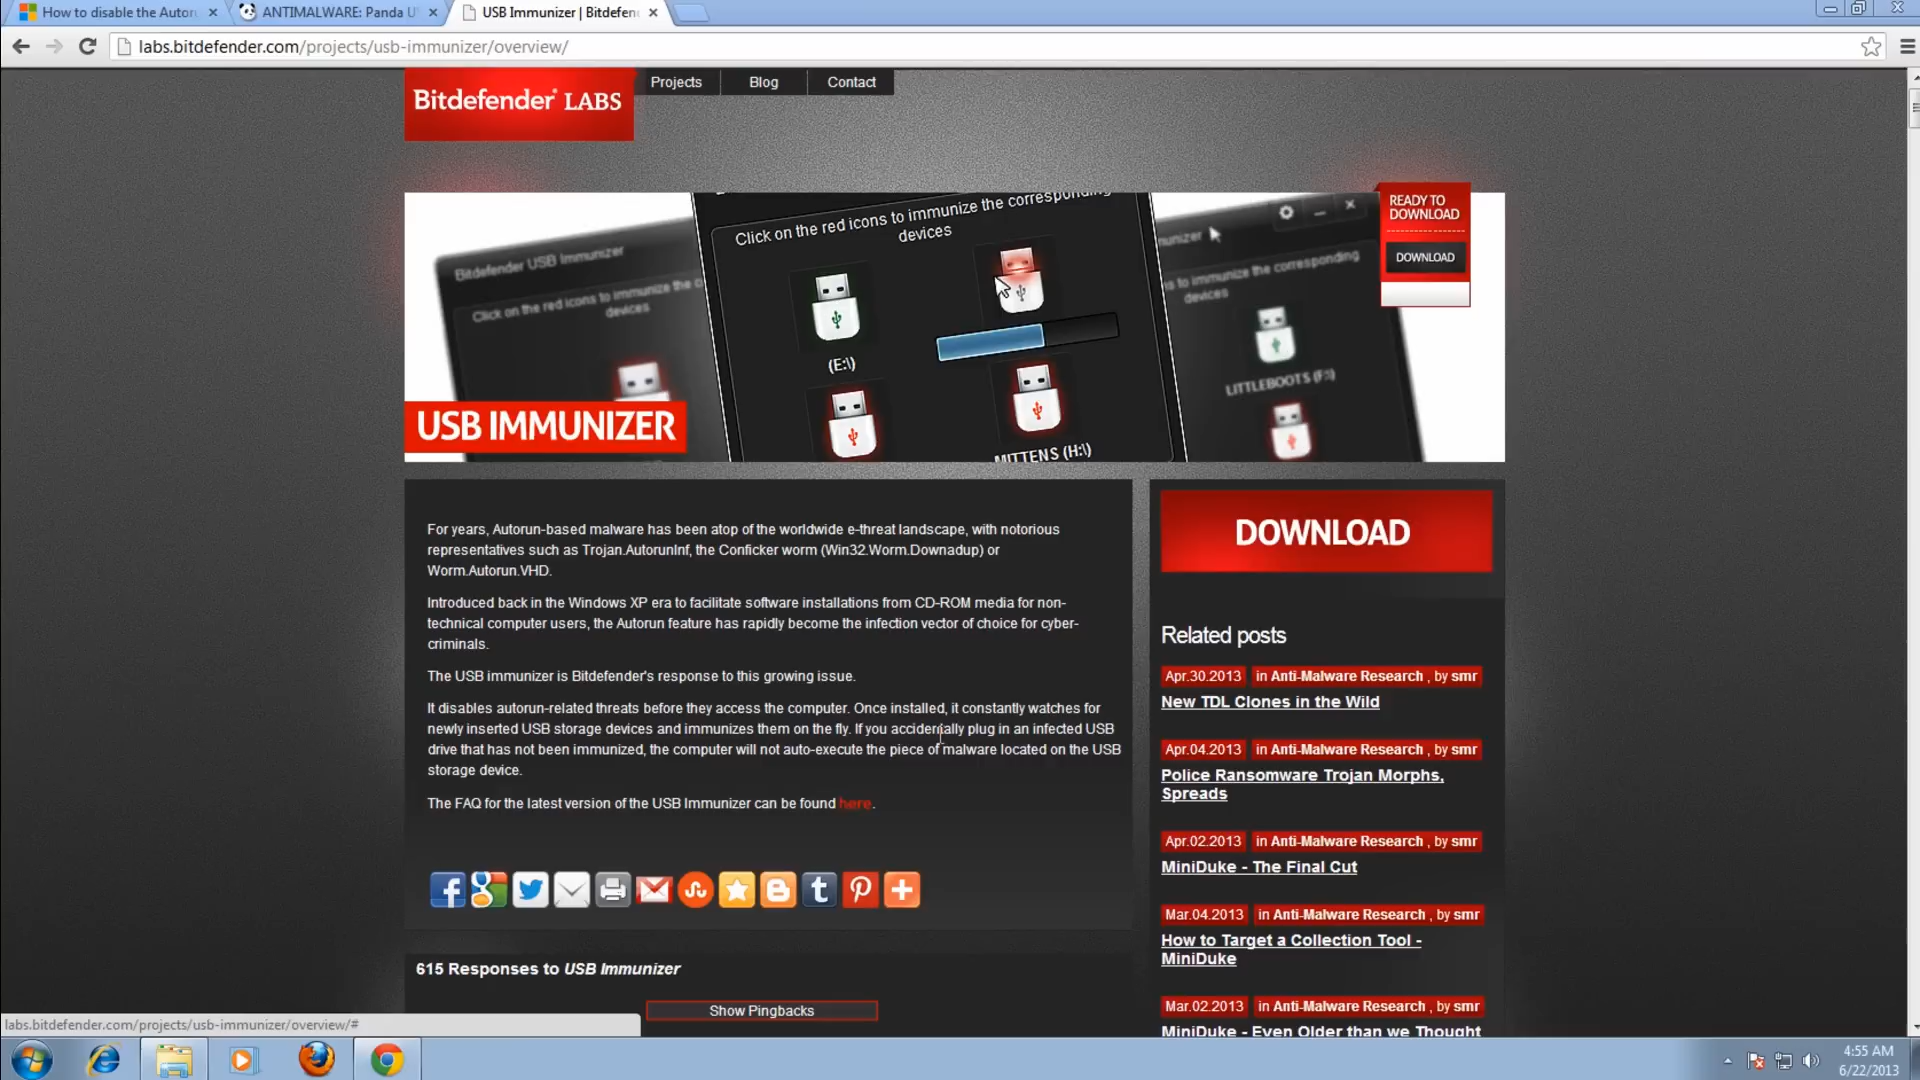 How to disable the Autorun
ANTIMALWARE: Panda U
USB Immunizer | Bitdefen
labs.bitdefender.com/projects/usb-immunizer/overview/
Bitdefender® LABS
Projects
Blog
Contact
Click on the red icons to immunize the corresponding
devices
(E:\)
MITTENS (H:\)
Bitdefender USB Immunizer
Click on the red icons to immunize the c
devices
to immunize the corresponding
devices
LITTLEBOOTS (F:\)
READY TO
DOWNLOAD
DOWNLOAD
USB IMMUNIZER
For years, Autorun-based malware has been atop of the worldwide e-threat landscape, with notorious
representatives such as Trojan.AutorunInf, the Conficker worm (Win32.Worm.Downadup) or
Worm.Autorun.VHD.
Introduced back in the Windows XP era to facilitate software installations from CD-ROM media for non-
technical computer users, the Autorun feature has rapidly become the infection vector of choice for cyber-
criminals.
The USB immunizer is Bitdefender's response to this growing issue.
It disables autorun-related threats before they access the computer. Once installed, it constantly watches for
newly inserted USB storage devices and immunizes them on the fly. If you accidentally plug in an infected USB
drive that has not been immunized, the computer will not auto-execute the piece of malware located on the USB
storage device.
The FAQ for the latest version of the USB Immunizer can be found here.
615 Responses to USB Immunizer
Show Pingbacks
DOWNLOAD
Related posts
Apr.30.2013 in Anti-Malware Research , by smr
New TDL Clones in the Wild
Apr.04.2013 in Anti-Malware Research , by smr
Police Ransomware Trojan Morphs,
Spreads
Apr.02.2013 in Anti-Malware Research , by smr
MiniDuke - The Final Cut
Mar.04.2013 in Anti-Malware Research , by smr
How to Target a Collection Tool -
MiniDuke
Mar.02.2013 in Anti-Malware Research , by smr
MiniDuke - Even Older than we Thought
labs.bitdefender.com/projects/usb-immunizer/overview/#
4:55 AM
6/22/2013